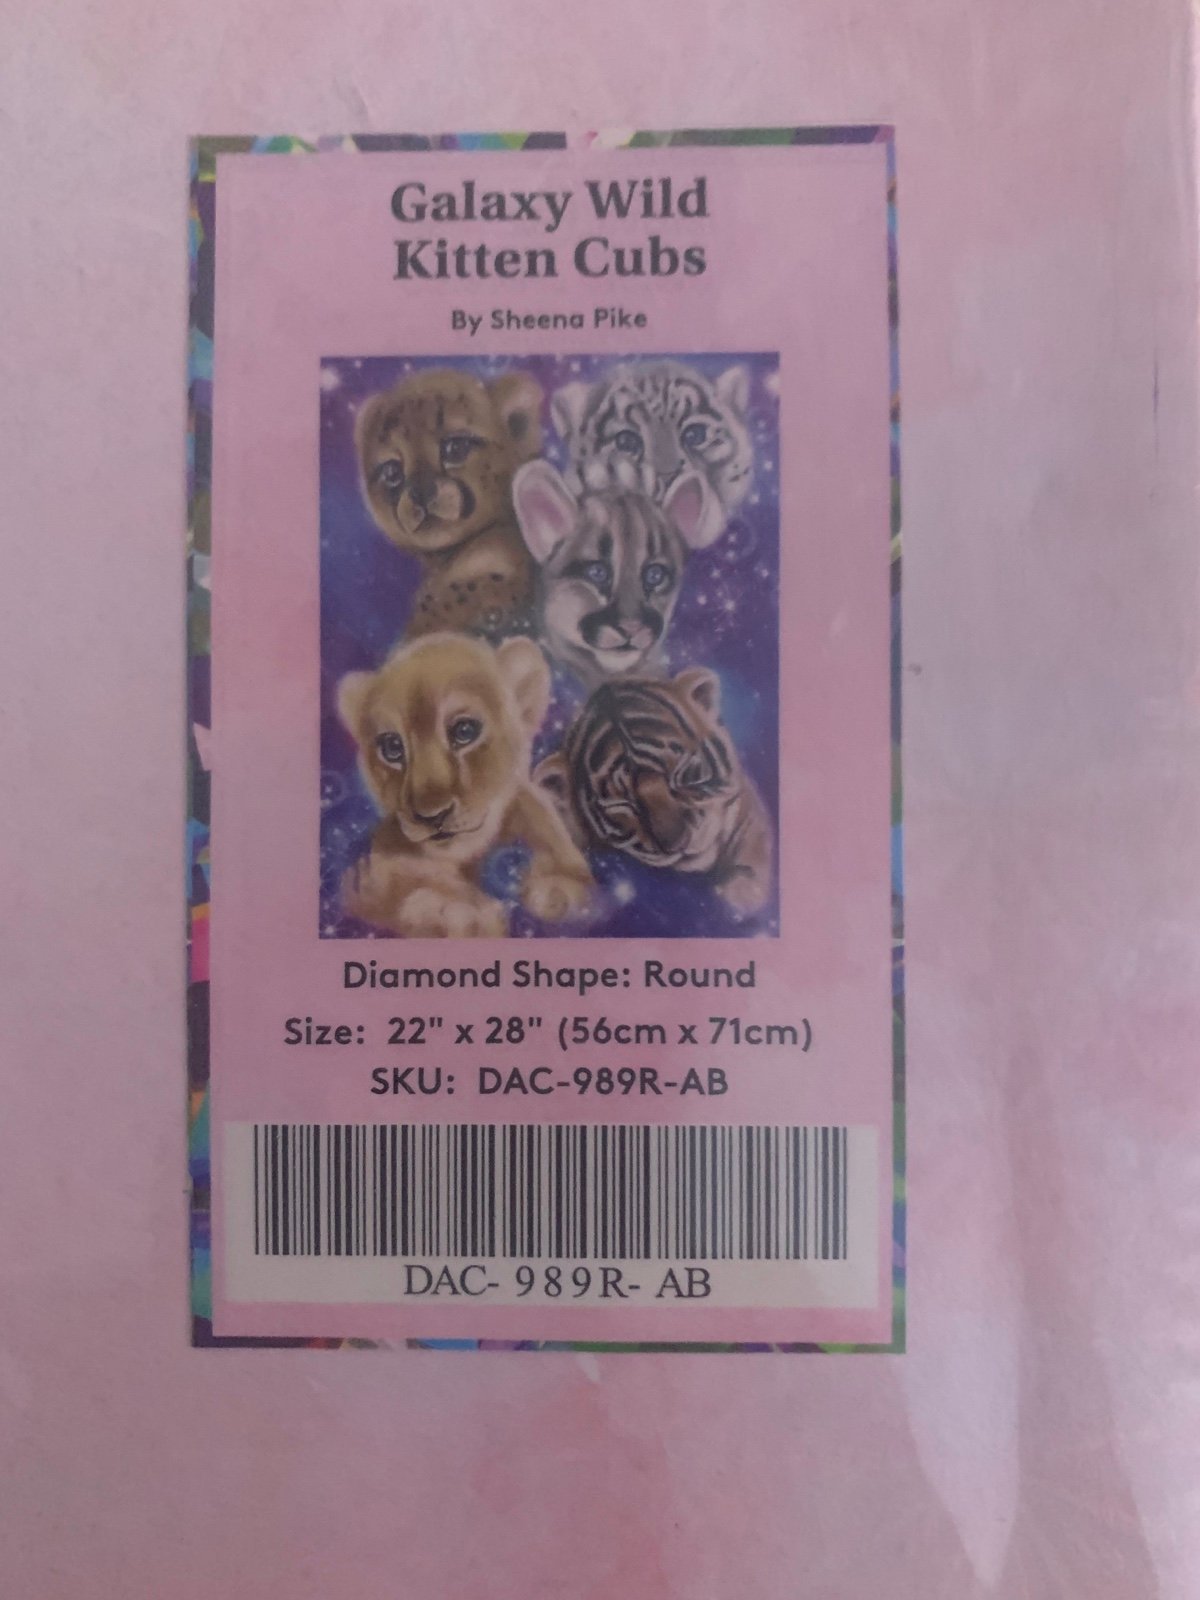 Galaxy Wild
Kitten Cubs
By Sheena Pike
Diamond Shape: Round
Size: 22" x 28" (56cm x 71cm)
SKU: DAC-989R-AB
DAC- 989R- AB